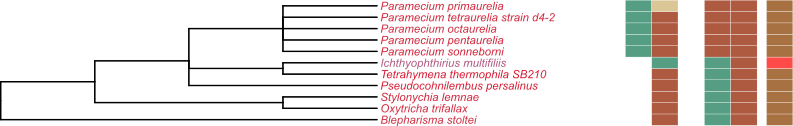 Paramecium primaurelia
Paramecium tetraurelia strain d4-2
Paramecium octaurelia
Paramecium pentaurelia
Paramecium sonneborni
Ichthyophthirius multifiliis
Tetrahymena thermophila SB210
Pseudocohnilembus persalinus
Stylonychia lemnae
Oxytricha trifallax
Blepharisma stoltei